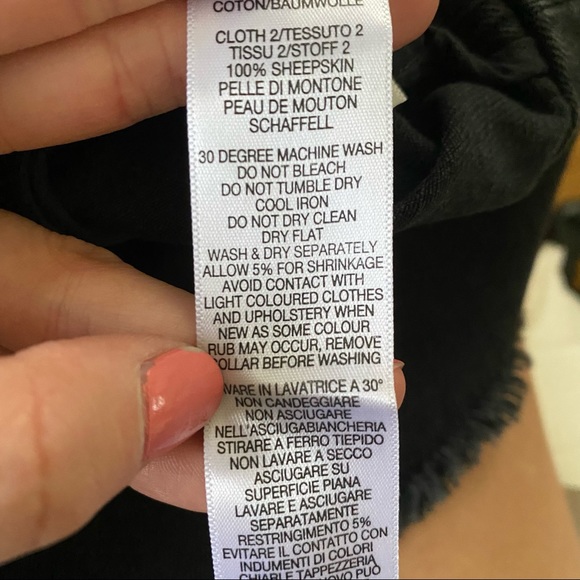 COTON/BAUMWOLLE
CLOTH 2/TESSUTO 2
TISSU 2/STOFF 2
100% SHEEPSKIN
PELLE DI MONTONE
PEAU DE MOUTON
SCHAFFELL
30 DEGREE MACHINE WASH
DO NOT BLEACH
DO NOT TUMBLE DRY
COOL IRON
DO NOT DRY CLEAN
DRY FLAT
WASH & DRY SEPARATELY
ALLOW 5% FOR SHRINKAGE
AVOID CONTACT WITH
LIGHT COLOURED CLOTHES
AND UPHOLSTERY WHEN
NEW AS SOME COLOUR
RUB MAY OCCUR, REMOVE
OLLAR BEFORE WASHING
VARE IN LAVATRICE A 30°
NON CANDEGGIARE
NON ASCIUGARE
NELL'ASCIUGABIANCHERIA
STIRARE A FERRO TIEPIDO
NON LAVARE A SECCO
ASCIUGARE SU
SUPERFICIE PIANA
LAVARE E ASCIUGARE
SEPARATAMENTE
RESTRINGIMENTO 5%
EVITARE IL CONTATTO CON
INDUMENTI DI COLORI
CHIARI E TAPPEZZERIA